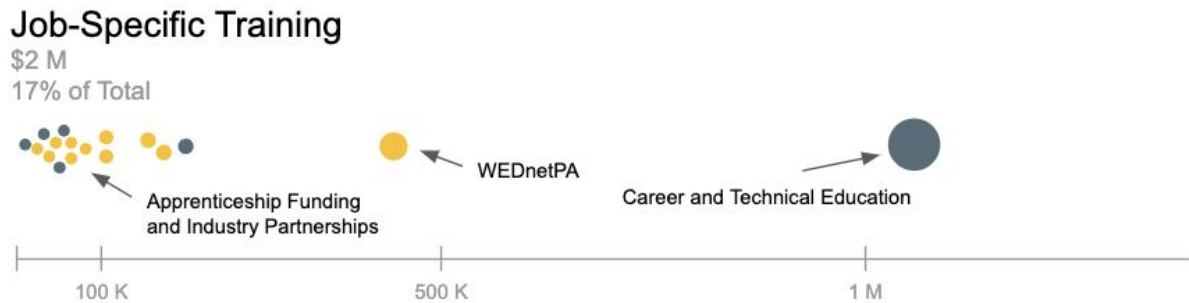 Job-Specific Training
$2 M
17% of Total
WEDnetPA
Career and Technical Education
Apprenticeship Funding
and Industry Partnerships
100 K
500 K
1 M